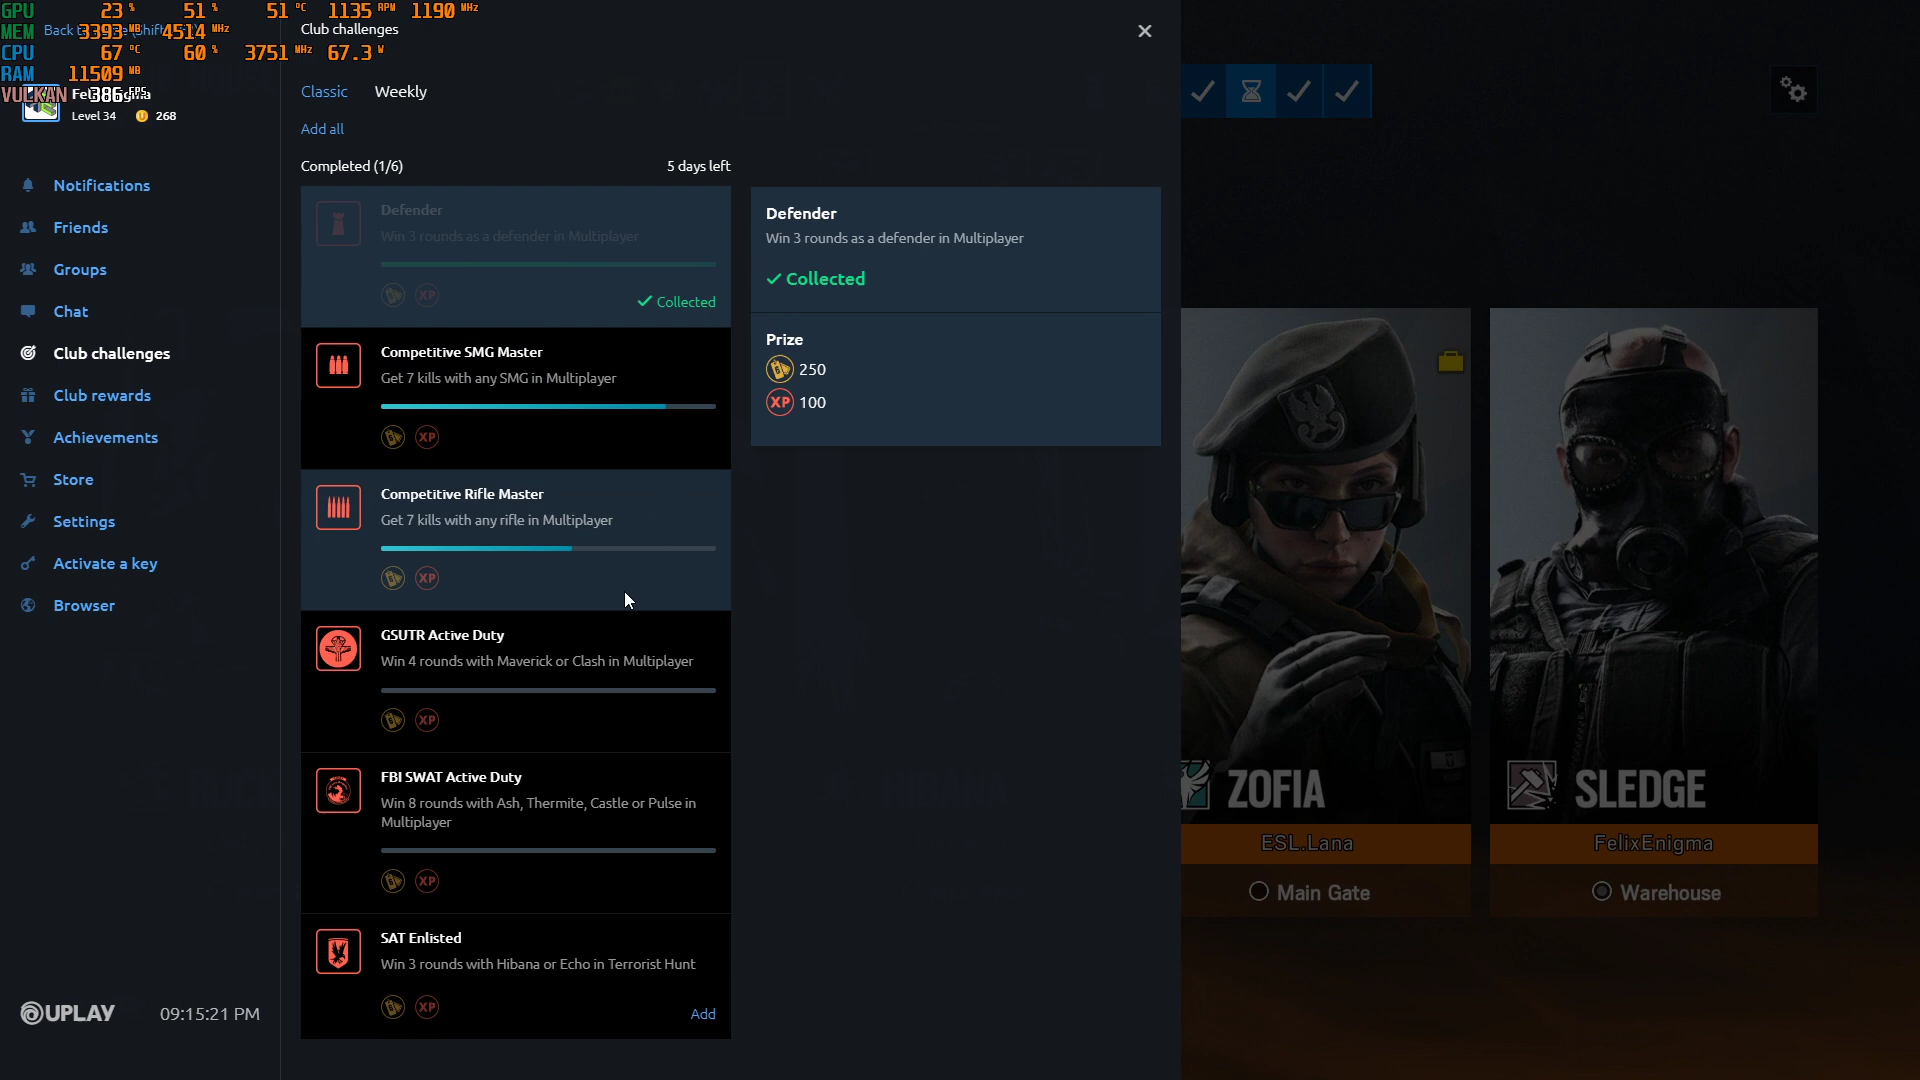 GPU 23 % 51 % 51 °C 1135 RPM 1190 MHz
MEM 3393 MB 4514 MHz
CPU 67 °C 60 % 3751 MHz 67.3 W
RAM 11509 MB
VULKAN 386 FPS
Level 34 268
Notifications
Friends
Groups
Chat
Club challenges
Club rewards
Achievements
Store
Settings
Activate a key
Browser
UPLAY 09:15:21 PM
Club challenges
Classic Weekly
Add all
Completed (1/6) 5 days left
Defender
Win 3 rounds as a defender in Multiplayer
XP
Collected
Competitive SMG Master
Get 7 kills with any SMG in Multiplayer
XP
Competitive Rifle Master
Get 7 kills with any rifle in Multiplayer
XP
GSUTR Active Duty
Win 4 rounds with Maverick or Clash in Multiplayer
XP
FBI SWAT Active Duty
Win 8 rounds with Ash, Thermite, Castle or Pulse in
Multiplayer
XP
SAT Enlisted
Win 3 rounds with Hibana or Echo in Terrorist Hunt
XP
Add
Defender
Win 3 rounds as a defender in Multiplayer
Collected
Prize
250
XP 100
ZOFIA
ESL.Lana
Main Gate
SLEDGE
FelixEnigma
Warehouse